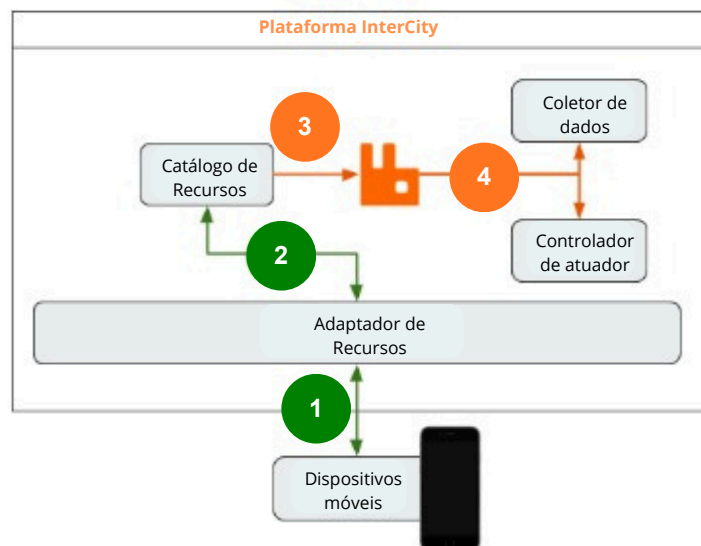 Plataforma InterCity
Coletor de
dados
3
Catálogo de
Recursos
4
Controlador
de atuador
2
Adaptador de
Recursos
1
Dispositivos
móveis